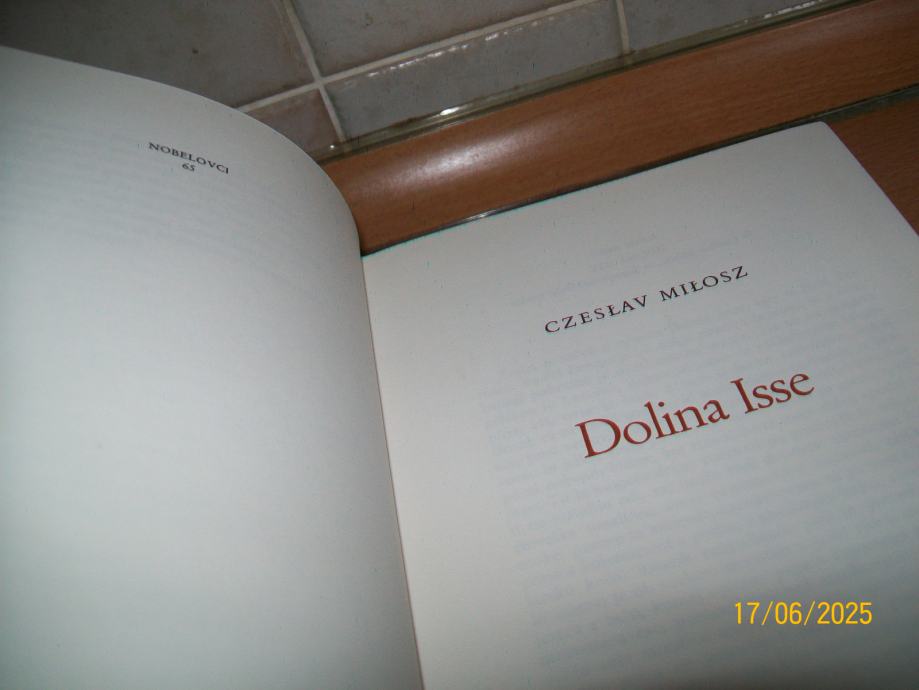 NOBELOVCI
65
CZESŁAV MIŁOSZ
Dolina Isse
17/06/2025